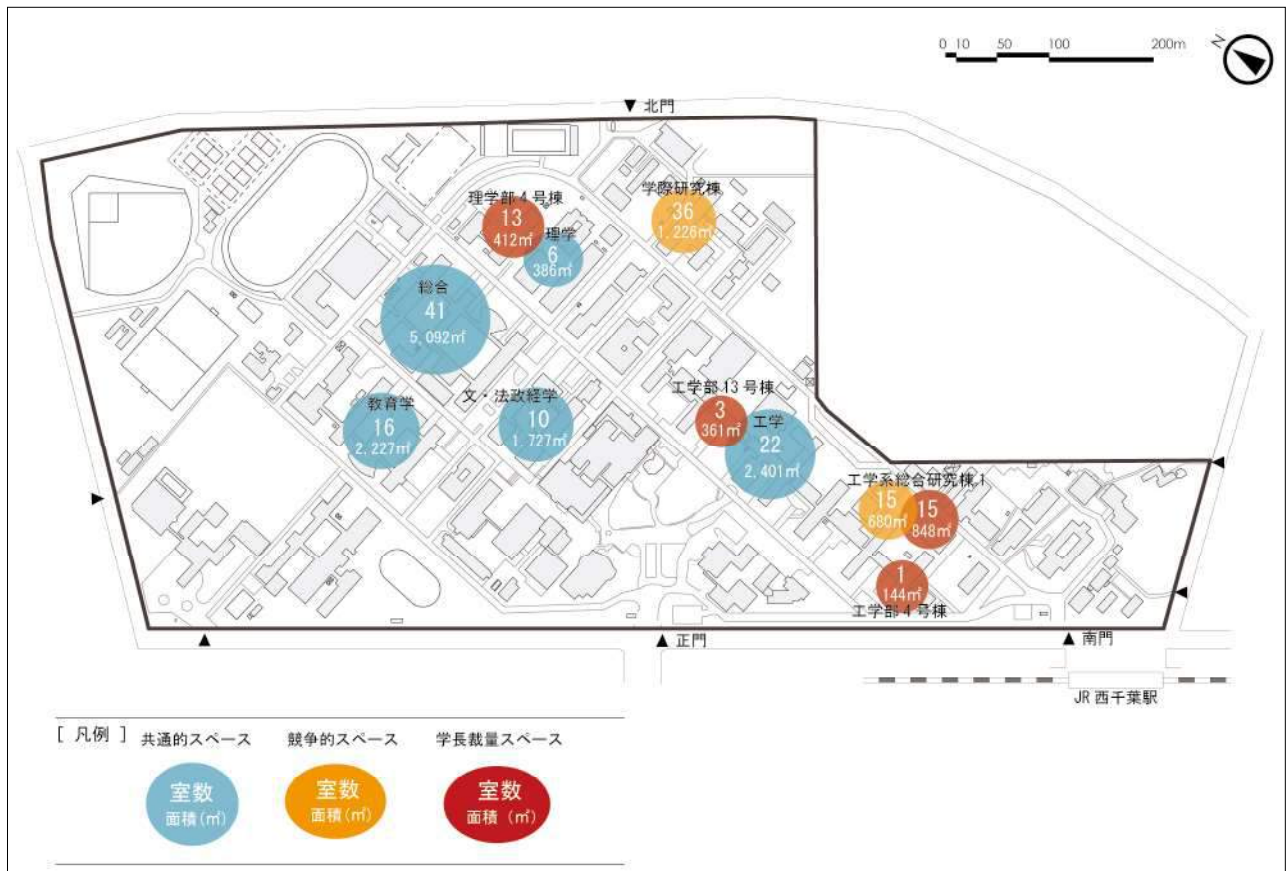 0 10 50 100 200m
N
▼ 北門
学際研究棟
36
1,226㎡
理学部4号棟
13
412㎡
理学
6
386㎡
総合
41
5,092㎡
教育学
16
2,227㎡
文・法政経学
10
1,727㎡
工学部13号棟
3
361㎡
工学
22
2,401㎡
工学系総合研究棟1
15
680㎡
15
848㎡
1
144㎡
工学部4号棟
▲ 正門
▲ 南門
JR 西千葉駅
[ 凡例 ] 共通的スペース 競争的スペース 学長裁量スペース
室数 室数 室数
面積(㎡) 面積(㎡) 面積 (㎡)